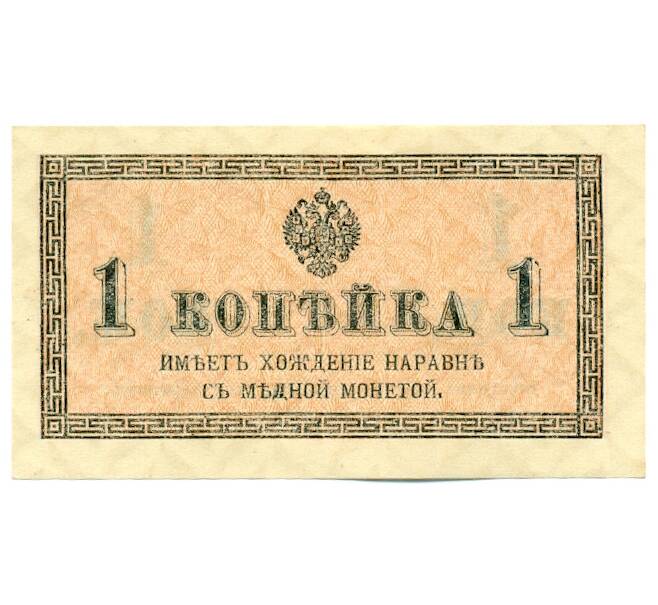 1 КОПѢЙКА 1
ИМѢЕТЪ ХОЖДЕНІЕ НАРАВНѢ
СЪ МѢДНОЙ МОНЕТОЙ.